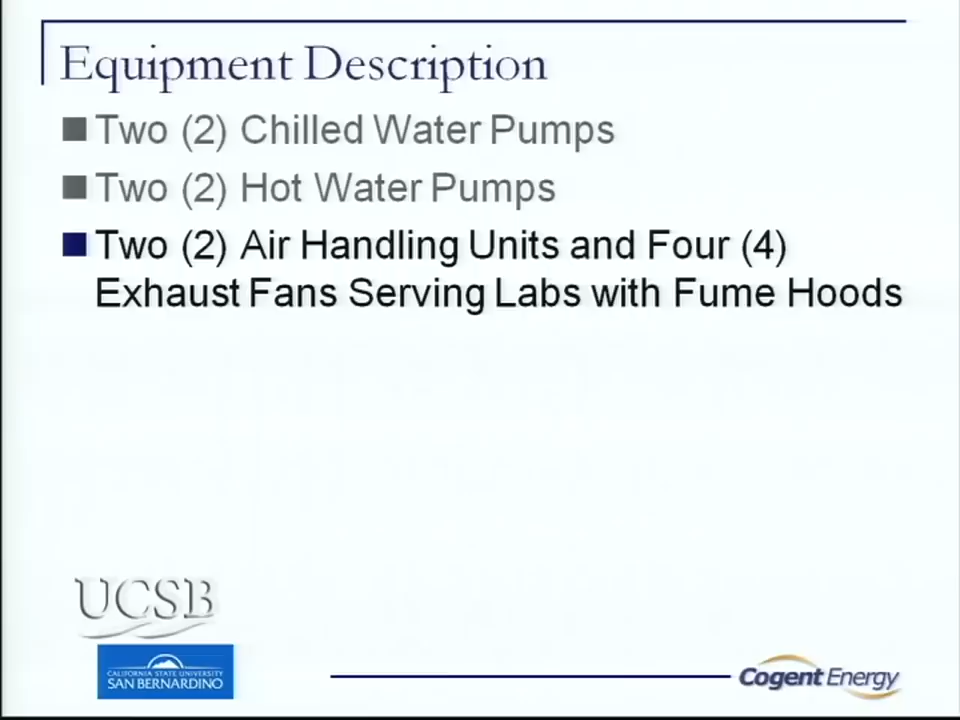 Equipment Description
Two (2) Chilled Water Pumps
Two (2) Hot Water Pumps
Two (2) Air Handling Units and Four (4)
Exhaust Fans Serving Labs with Fume Hoods
UCSB
CALIFORNIA STATE UNIVERSITY
SAN BERNARDINO
Cogent Energy